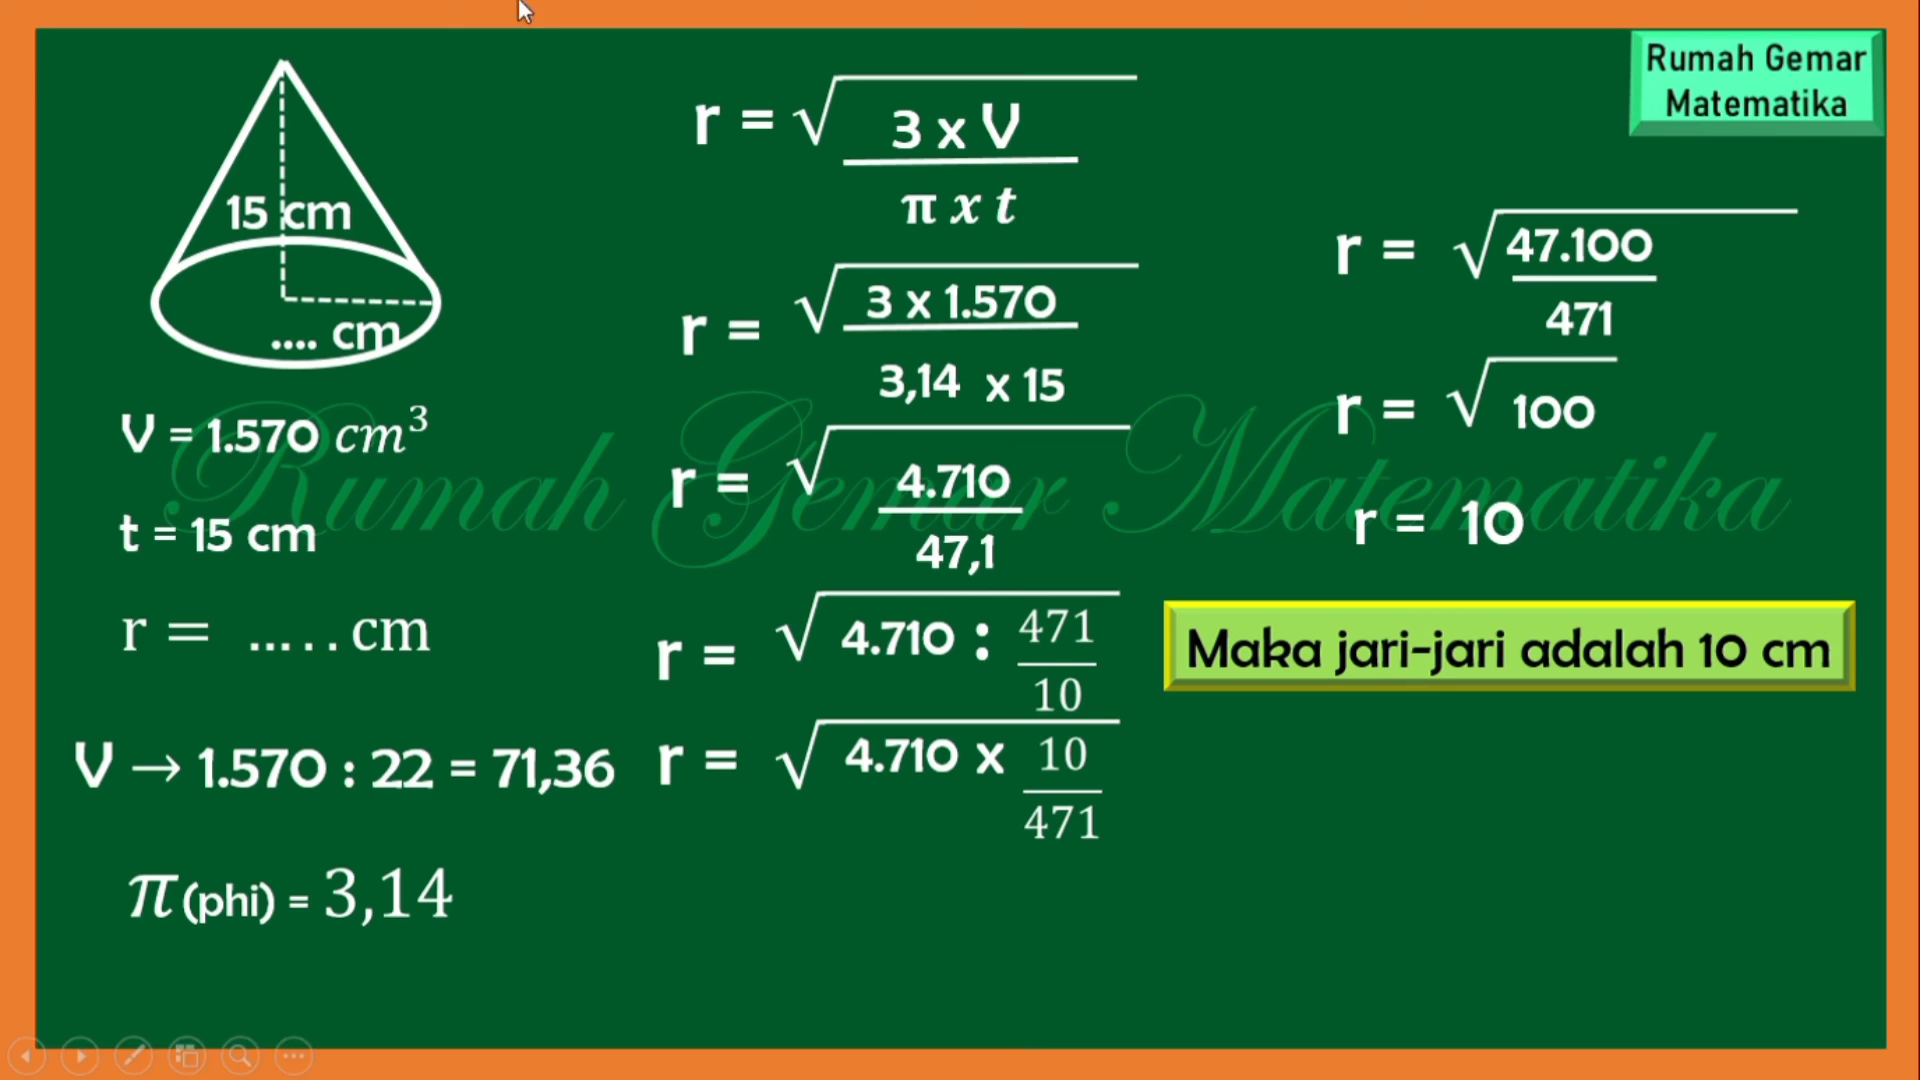 Rumah Gemar
Matematika
15 cm
.... cm
V = 1.570 cm³
t = 15 cm
r = ..... cm
V → 1.570 : 22 = 71,36
π (phi) = 3,14
r = √ 3 x V
π x t
r = √ 3 x 1.570
3,14 x 15
r = √ 4.710
47,1
r = √ 4.710 : 471
10
r = √ 4.710 x 10
471
r = √ 47.100
471
r = √ 100
r = 10
Maka jari-jari adalah 10 cm
Rumah Gemar Matematika